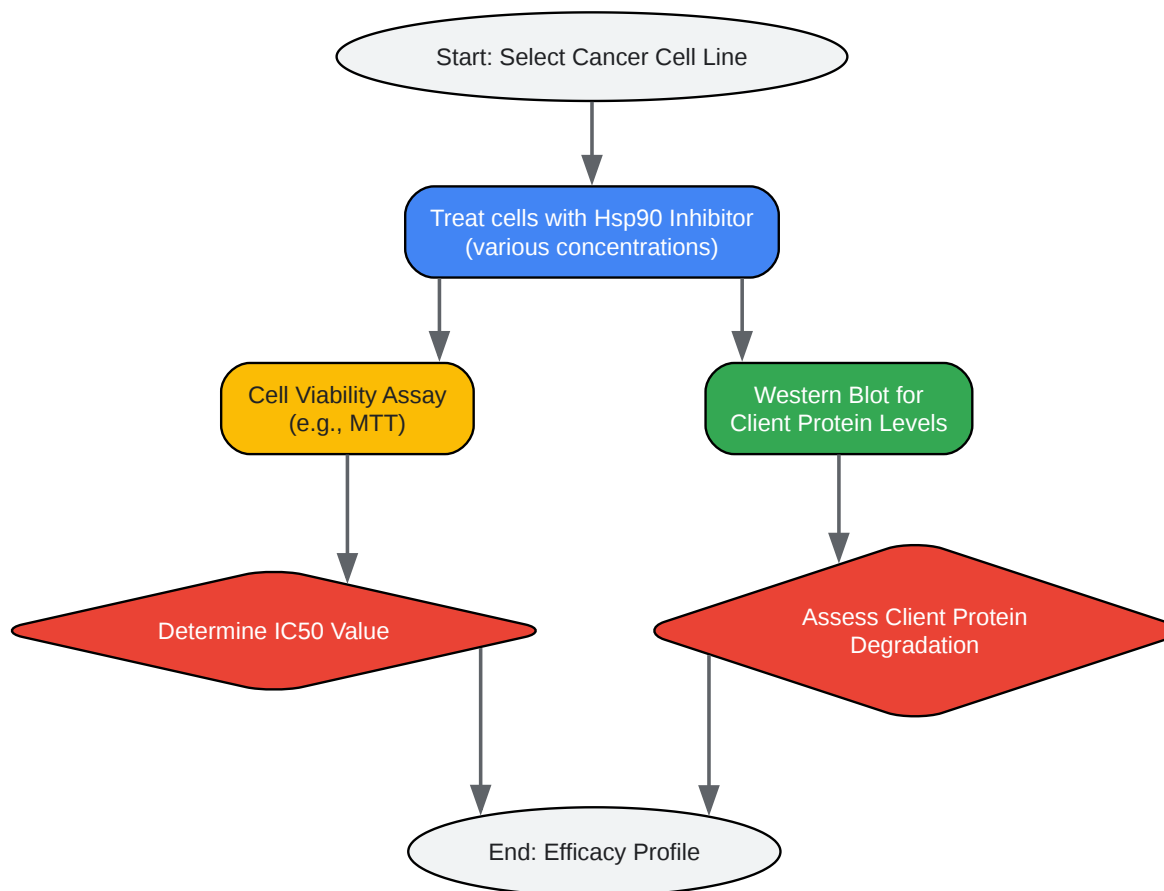 Start: Select Cancer Cell Line
Treat cells with Hsp90 Inhibitor
(various concentrations)
Cell Viability Assay
(e.g., MTT)
Western Blot for
Client Protein Levels
Determine IC50 Value
Assess Client Protein
Degradation
End: Efficacy Profile